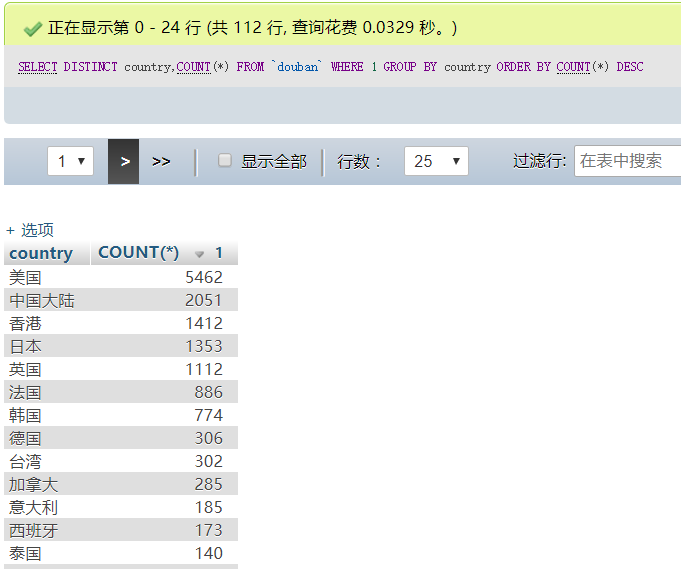 正在显示第 0 - 24 行 (共 112 行, 查询花费 0.0329 秒。)
SELECT DISTINCT country,COUNT(*) FROM `douban` WHERE 1 GROUP BY country ORDER BY COUNT(*) DESC
1 ▼ > >> 显示全部 行数： 25 ▼ 过滤行: 在表中搜索
+ 选项
country COUNT(*) ▼ 1
美国 5462
中国大陆 2051
香港 1412
日本 1353
英国 1112
法国 886
韩国 774
德国 306
台湾 302
加拿大 285
意大利 185
西班牙 173
泰国 140